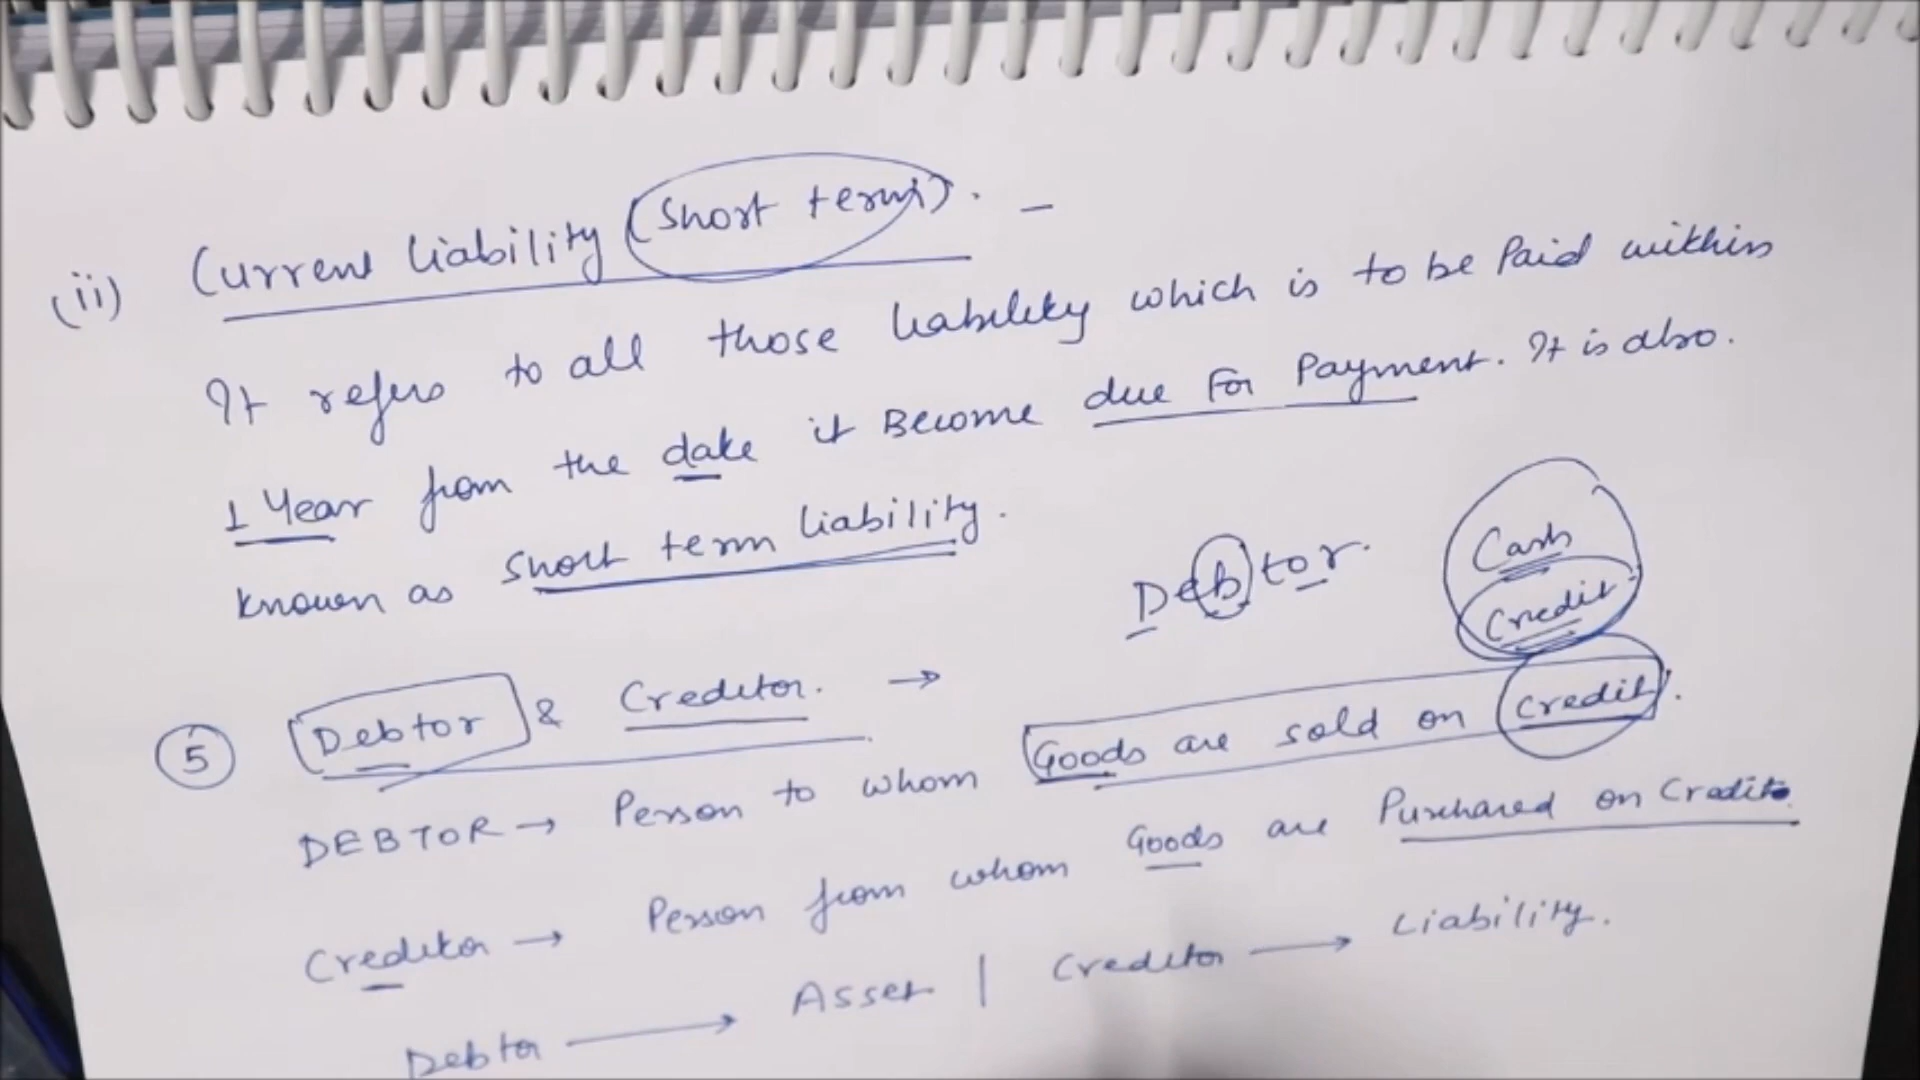 (ii) Current liability (Short term). -
It refers to all those liability which is to be Paid within
1 Year from the date it Become due For Payment. It is also.
known as Short term liability.
Debtor.
Cash
Credit
5 Debtor & Creditor. →
DEBTOR → Person to whom Goods are sold on Credit.
Creditor → Person from whom Goods are Purchased on Credit.
Debtor → Asset | Creditor → Liability.